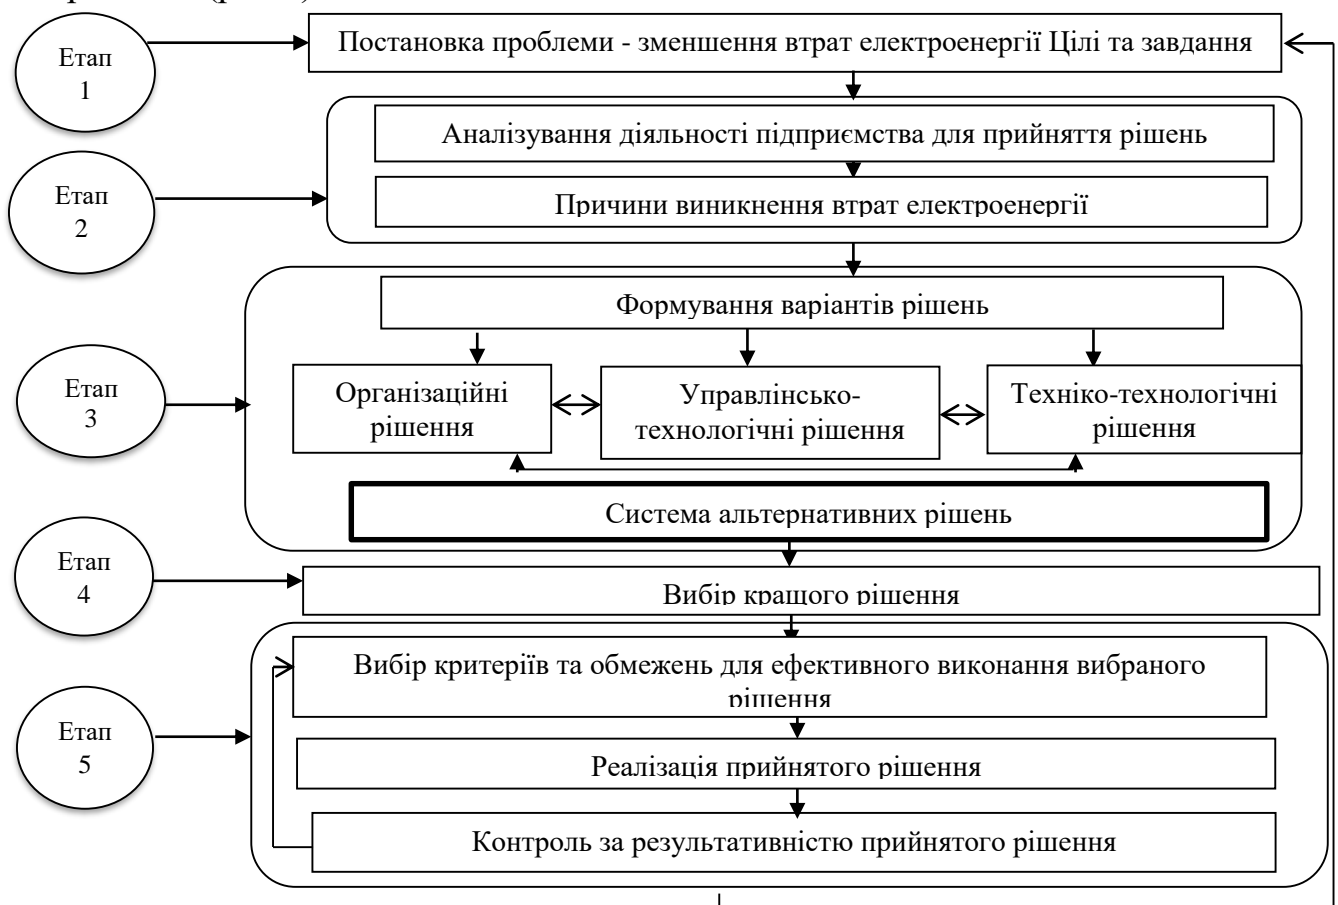 Етап
1
Постановка проблеми - зменшення втрат електроенергії Цілі та завдання
Аналізування діяльності підприємства для прийняття рішень
Етап
2
Причини виникнення втрат електроенергії
Формування варіантів рішень
Етап
3
Організаційні
рішення
Управлінсько-
технологічні рішення
Техніко-технологічні
рішення
Система альтернативних рішень
Етап
4
Вибір кращого рішення
Вибір критеріїв та обмежень для ефективного виконання вибраного
рішення
Етап
5
Реалізація прийнятого рішення
Контроль за результативністю прийнятого рішення